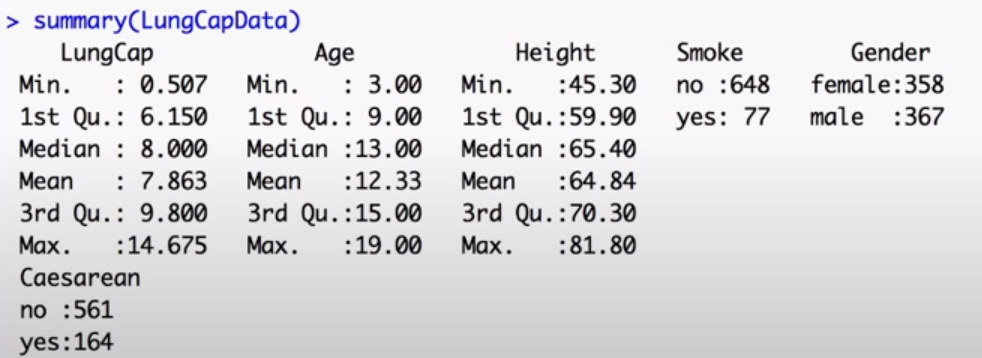 > summary(LungCapData)
    LungCap            Age            Height       Smoke       Gender
 Min.   : 0.507   Min.   : 3.00   Min.   :45.30   no :648   female:358
 1st Qu.: 6.150   1st Qu.: 9.00   1st Qu.:59.90   yes: 77   male  :367
 Median : 8.000   Median :13.00   Median :65.40
 Mean   : 7.863   Mean   :12.33   Mean   :64.84
 3rd Qu.: 9.800   3rd Qu.:15.00   3rd Qu.:70.30
 Max.   :14.675   Max.   :19.00   Max.   :81.80
 Caesarean
 no :561
 yes:164